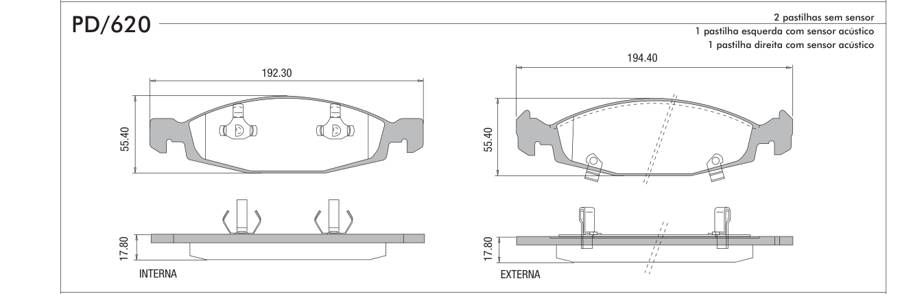 PD/620
2 pastilhas sem sensor
1 pastilha esquerda com sensor acústico
1 pastilha direita com sensor acústico
192.30
194.40
55.40
55.40
17.80
17.80
INTERNA
EXTERNA